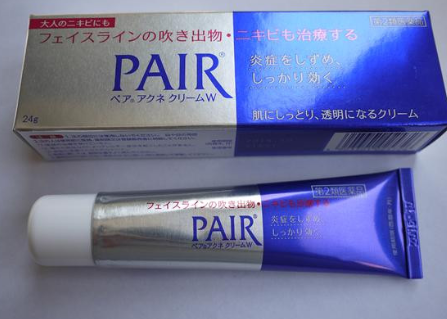 大人のニキビにも
第2類医薬品
フェイスラインの吹き出物・ニキビも治療する
PAIR®
ペア®アクネ クリームW
炎症をしずめ、
しっかり効く。
24g
肌にしっとり、透明になるクリーム
第2類医薬品
フェイスラインの吹き出物・ニキビも治療する
PAIR®
ペア®アクネ クリームW
炎症をしずめ、
しっかり効く。